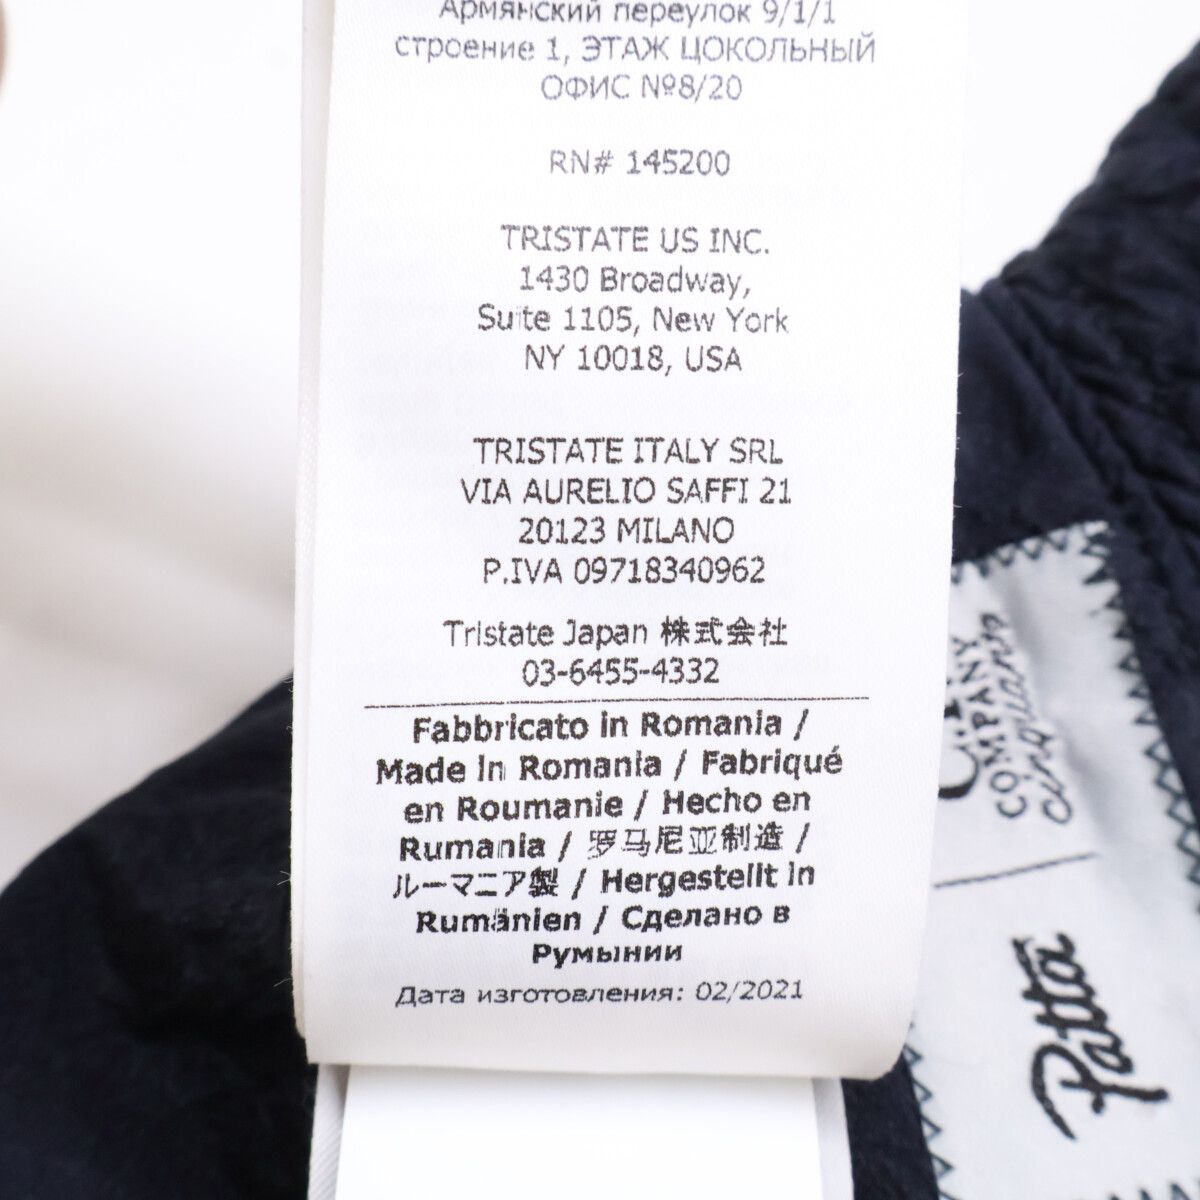 Армянский переулок 9/1/1
строение 1, ЭТАЖ ЦОКОЛЬНЫЙ
ОФИС №8/20
RN# 145200
TRISTATE US INC.
1430 Broadway,
Suite 1105, New York
NY 10018, USA
TRISTATE ITALY SRL
VIA AURELIO SAFFI 21
20123 MILANO
P.IVA 09718340962
Tristate Japan 株式会社
03-6455-4332
Fabbricato in Romania /
Made in Romania / Fabriqué
en Roumanie / Hecho en
Rumania / 罗马尼亚制造 /
ルーマニア製 / Hergestellt in
Rumänien / Сделано в
Румынии
Дата изготовления: 02/2021
COMPANY
cinquanta
Patta